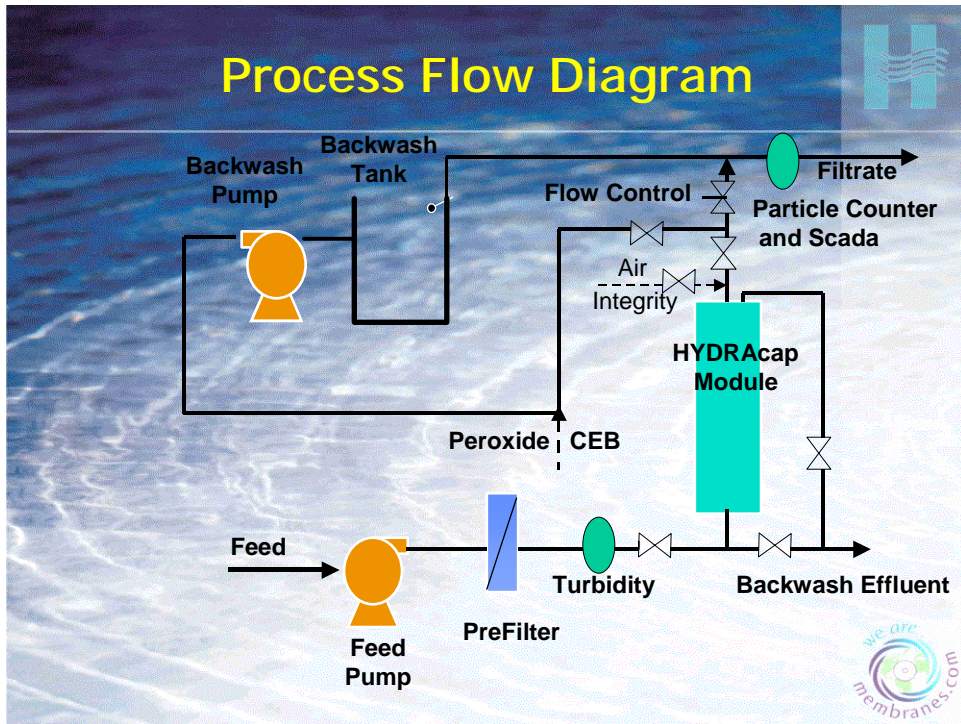 Process Flow Diagram
Backwash
Tank
Backwash
Pump
Flow Control
Filtrate
Particle Counter
and Scada
Air
Integrity
HYDRAcap
Module
Peroxide
CEB
Feed
Turbidity
Backwash Effluent
PreFilter
Feed
Pump
we are
membranes.com